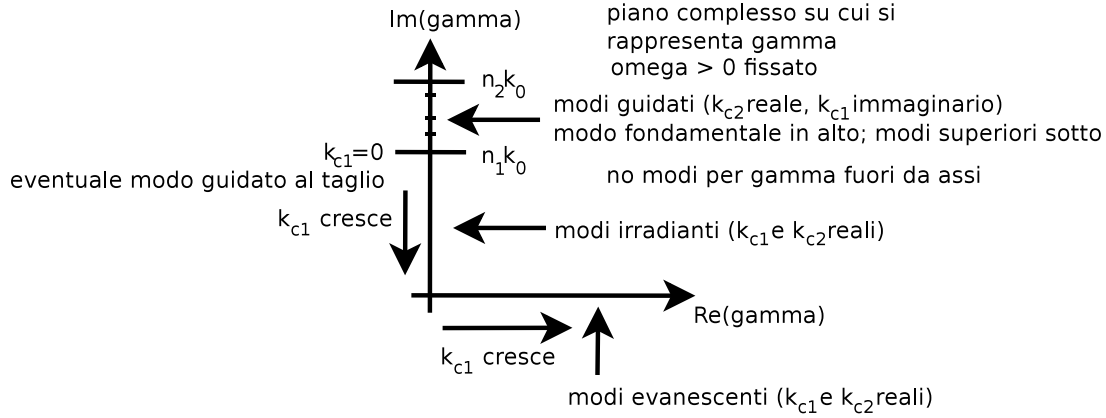 Im(gamma)
piano complesso su cui si
rappresenta gamma
omega > 0 fissato
n2k0
modi guidati (kc2 reale, kc1 immaginario)
modo fondamentale in alto; modi superiori sotto
kc1=0
n1k0
eventuale modo guidato al taglio
no modi per gamma fuori da assi
kc1 cresce
modi irradianti (kc1 e kc2 reali)
Re(gamma)
kc1 cresce
modi evanescenti (kc1 e kc2 reali)